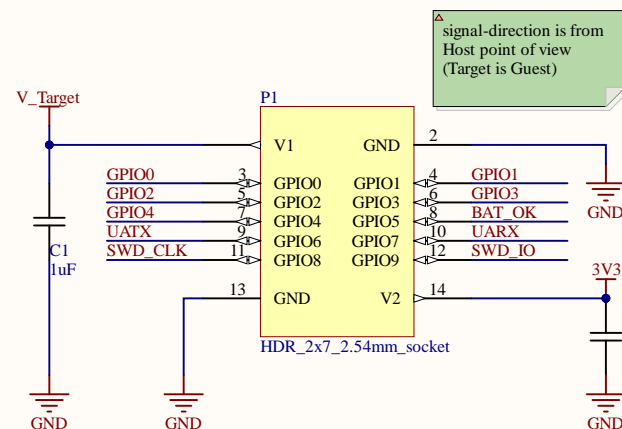 signal-direction is from
Host point of view
(Target is Guest)
V_Target
P1
V1 GND 2
GPIO0 3 GPIO0 GPIO1 4 GPIO1
GPIO2 5 GPIO2 GPIO3 6 GPIO3
GPIO4 7 GPIO4 GPIO5 8 BAT_OK
UATX 9 GPIO6 GPIO7 10 UARX
SWD_CLK 11 GPIO8 GPIO9 12 SWD_IO
13 GND V2 14
C1
1uF
GND
3V3
HDR_2x7_2.54mm_socket
GND GND GND